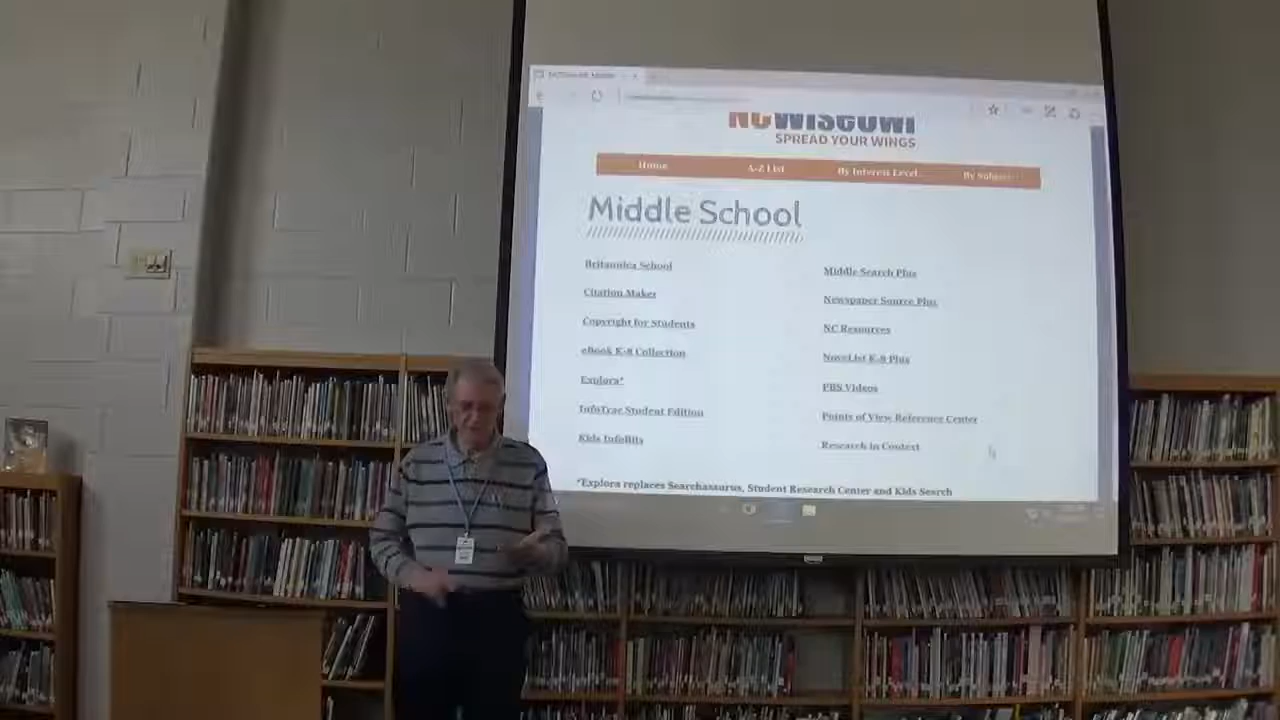 NCWISEOWL
SPREAD YOUR WINGS
Home A-Z List By Interest Level By Subject
Middle School
Britannica School
Citation Maker
Copyright for Students
eBook K-8 Collection
Explora*
InfoTrac Student Edition
Kids InfoBits
Middle Search Plus
Newspaper Source Plus
NC Resources
NoveList K-8 Plus
PBS Videos
Points of View Reference Center
Research in Context
*Explora replaces Searchasaurus, Student Research Center and Kids Search